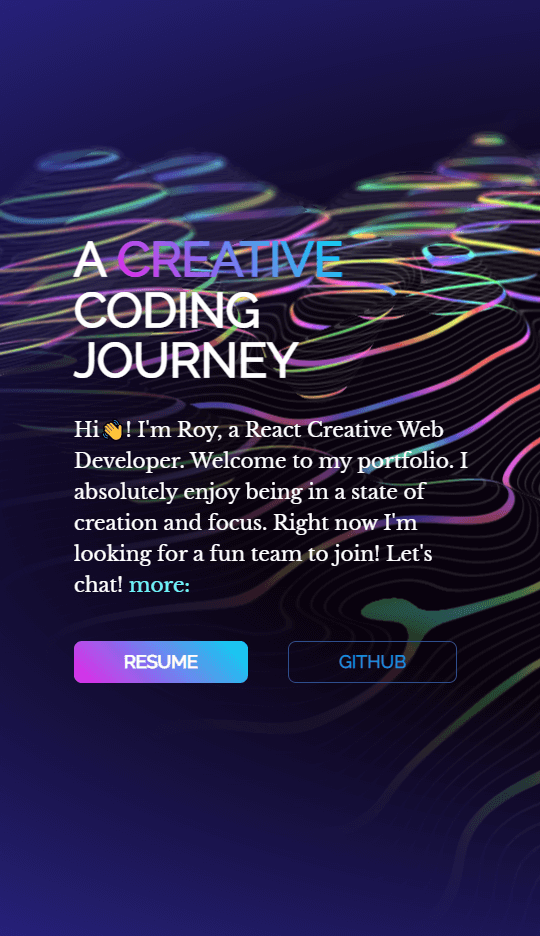 A CREATIVE
CODING
JOURNEY
Hi👋! I'm Roy, a React Creative Web
Developer. Welcome to my portfolio. I
absolutely enjoy being in a state of
creation and focus. Right now I'm
looking for a fun team to join! Let's
chat! more:
RESUME
GITHUB